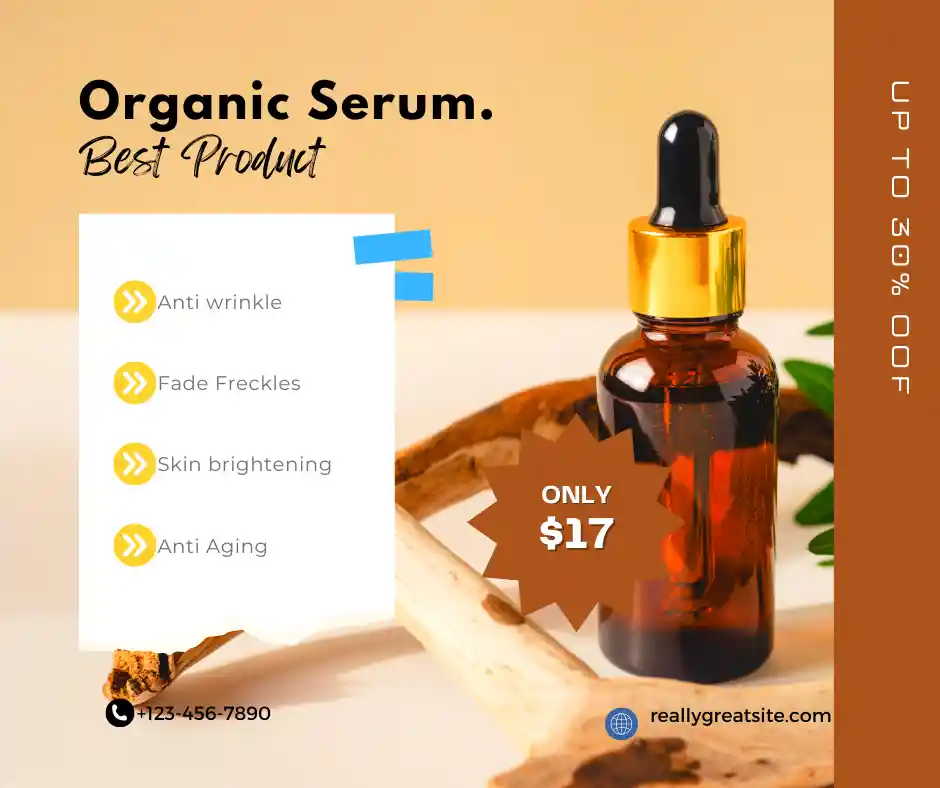 Organic Serum.
Best Product
Anti wrinkle
Fade Freckles
Skin brightening
Anti Aging
ONLY
$17
+123-456-7890
reallygreatsite.com
UP TO 30% OOF